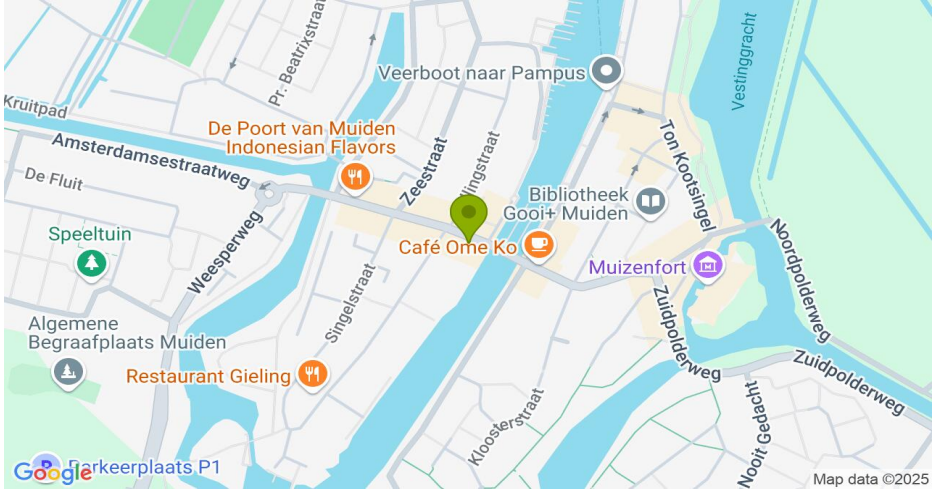 Pr. Beatrixstraat
Veerboot naar Pampus
Vestinggracht
Kruitpad
De Poort van Muiden
Indonesian Flavors
Amsterdamsestraatweg
Zeestraat
Ton Kootsingel
De Fluit
Bibliotheek
Gooi+ Muiden
Speeltuin
Weesperweg
Café Ome Ko
Muizenfort
Noordpolderweg
Singelstraat
Zuidpolderweg
Algemene
Begraafplaats Muiden
Restaurant Gieling
Zuidpolderweg
Kloosterstraat
Nooit Gedacht
Parkeerplaats P1
Google
Map data ©2025